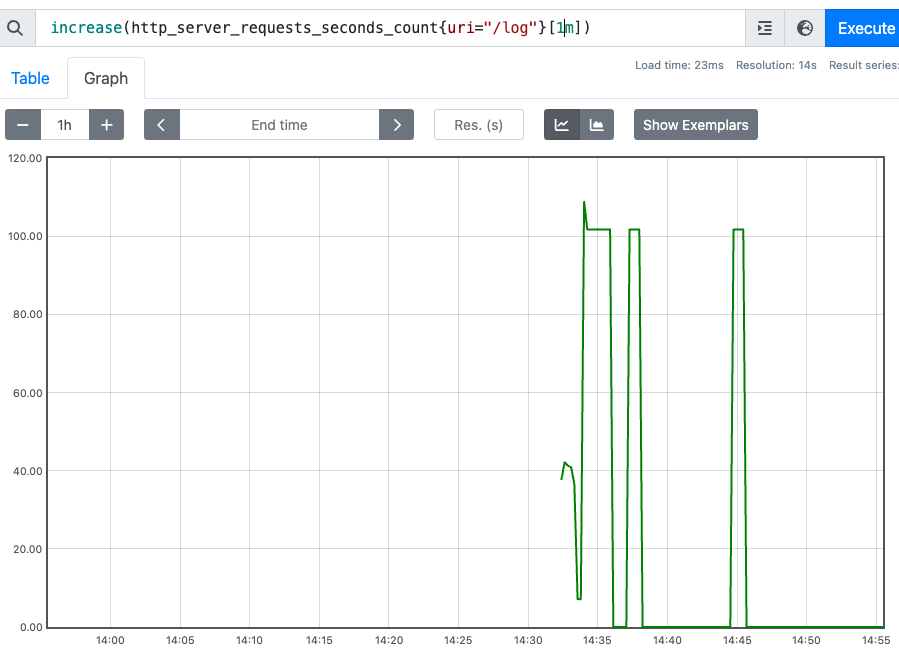 increase(http_server_requests_seconds_count{uri="/log"}[1m])
Execute
Load time: 23ms Resolution: 14s Result series:
Table Graph
− 1h + End time Res. (s) Show Exemplars
120.00
100.00
80.00
60.00
40.00
20.00
0.00
14:00 14:05 14:10 14:15 14:20 14:25 14:30 14:35 14:40 14:45 14:50 14:55